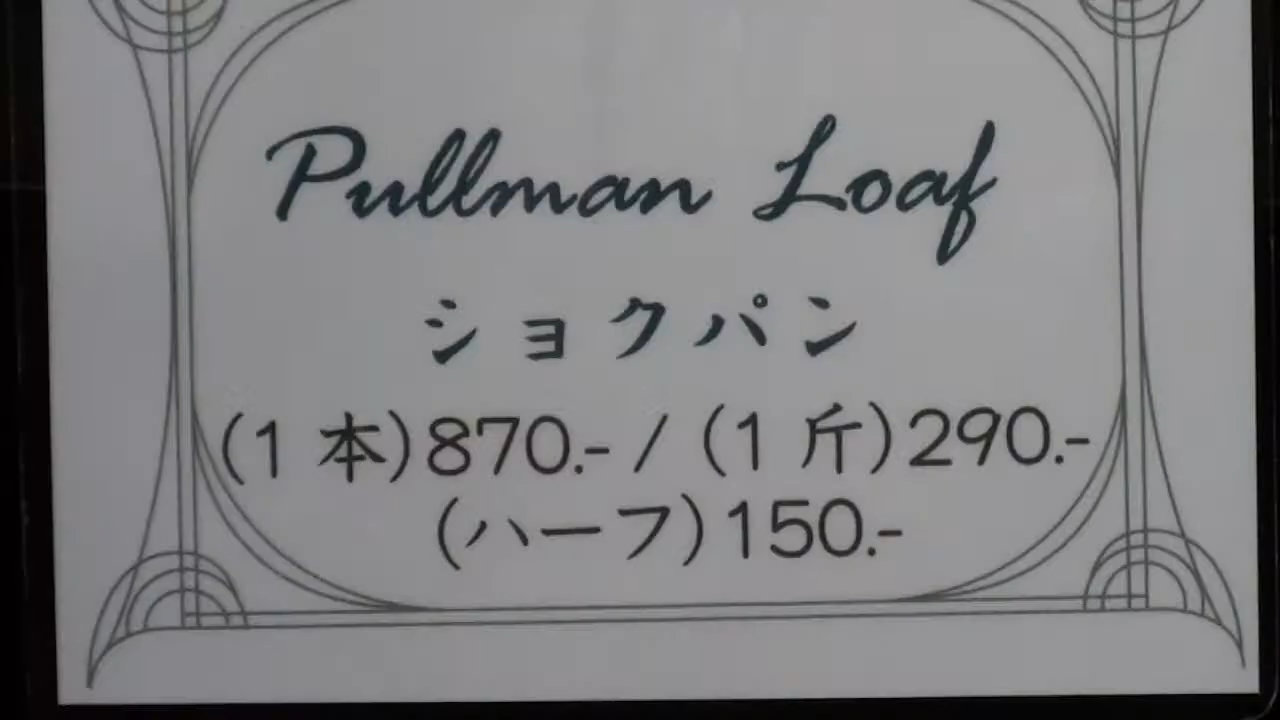 Pullman Loaf
ショクパン
(1 本)870.- / (1 斤)290.-
(ハーフ)150.-